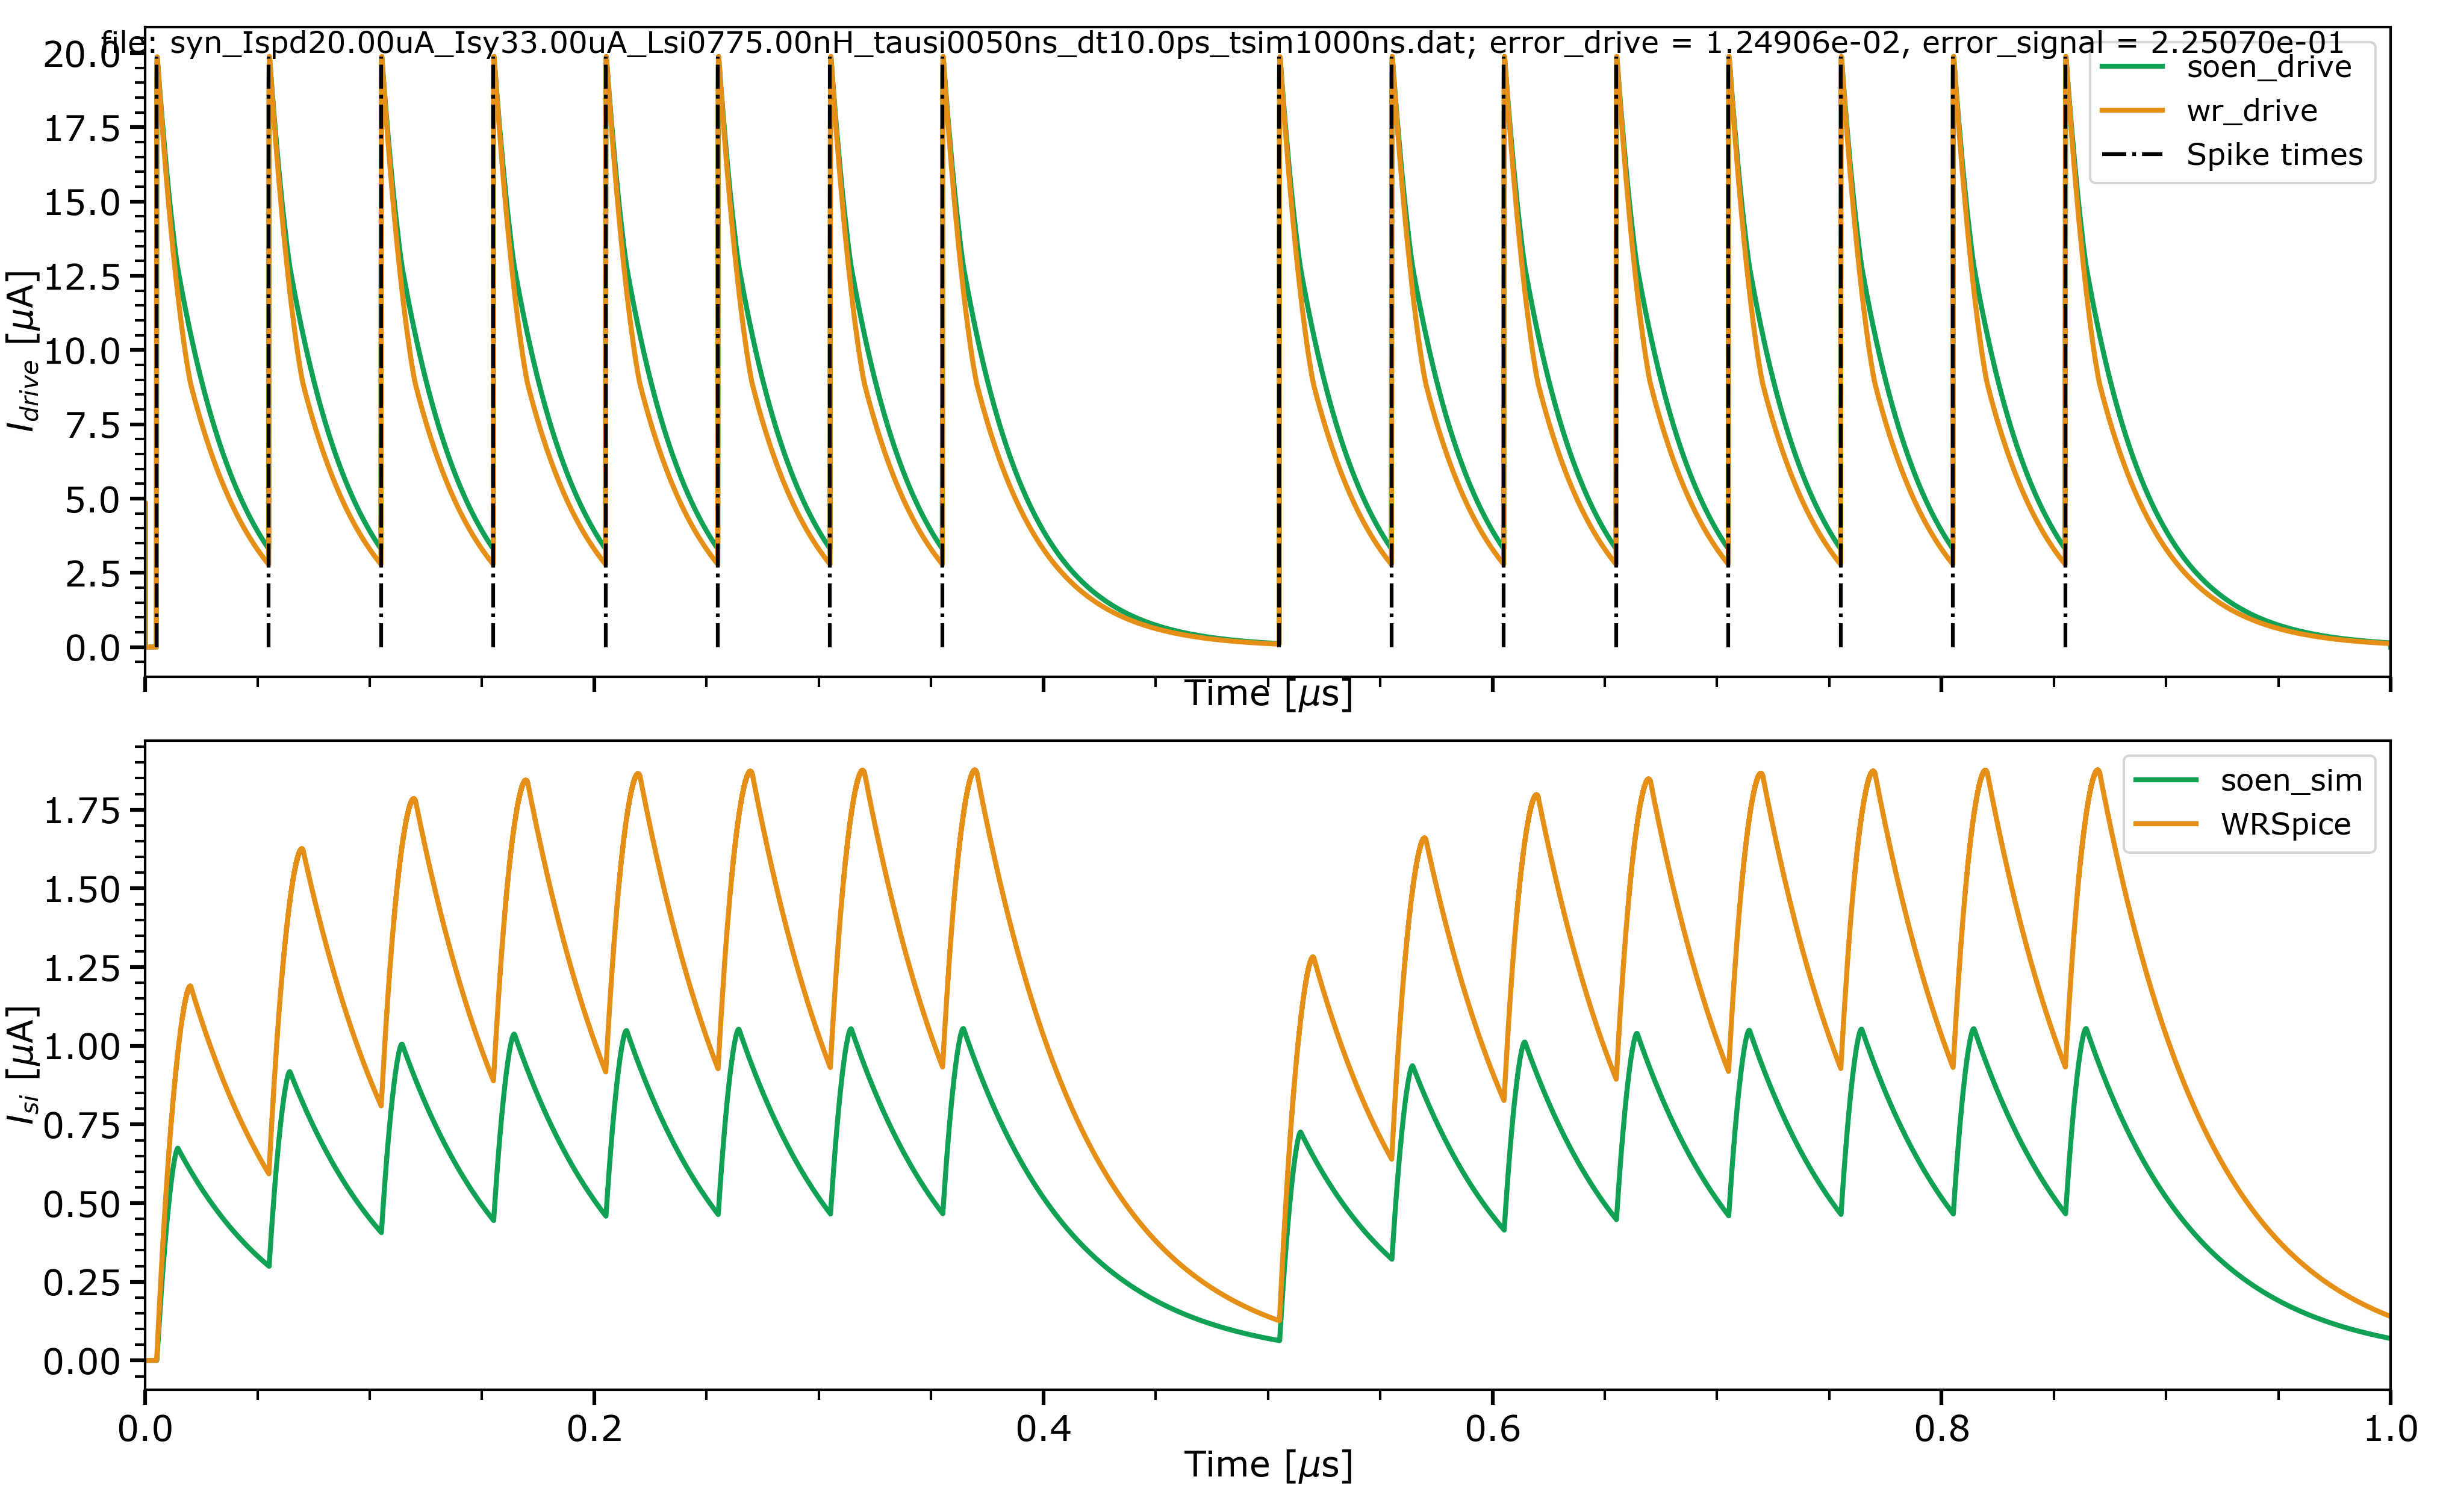 file: syn_Ispd20.00uA_Isy33.00uA_Lsi0775.00nH_tausi0050ns_dt10.0ps_tsim1000ns.dat; error_drive = 1.24906e-02, error_signal = 2.25070e-01
20.0
17.5
15.0
12.5
10.0
7.5
5.0
2.5
0.0
I_drive [μA]
soen_drive
wr_drive
Spike times
Time [μs]
1.75
1.50
1.25
1.00
0.75
0.50
0.25
0.00
I_si [μA]
soen_sim
WRSpice
0.0 0.2 0.4 0.6 0.8 1.0
Time [μs]